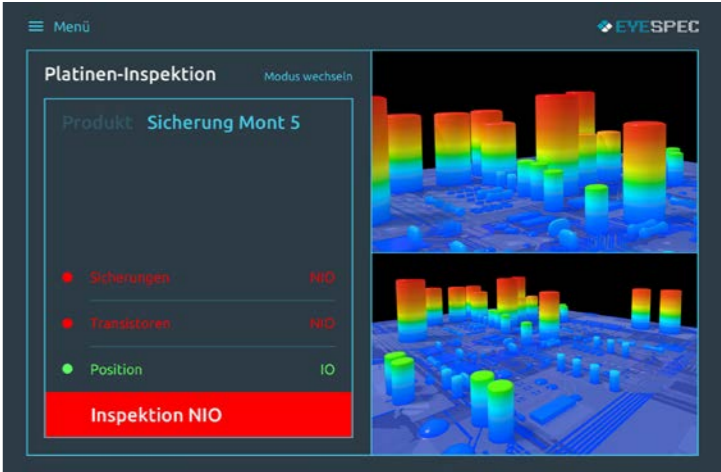 Menü
EYESPEC
Platinen-Inspektion Modus wechseln
Produkt Sicherung Mont 5
Sicherungen NIO
Transistoren NIO
Position IO
Inspektion NIO